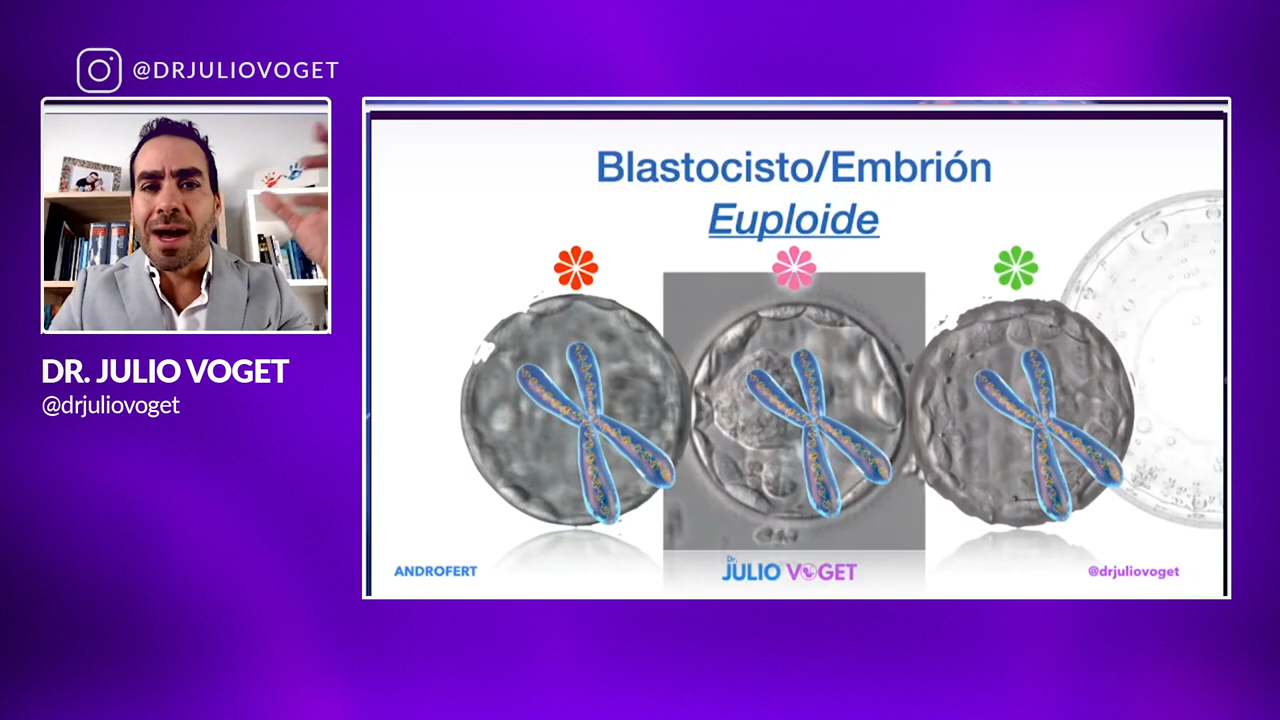 @DRJULIOVOGET
DR. JULIO VOGET
@drjuliovoget
Blastocisto/Embrión
Euploide
ANDROFERT
Dr.
JULIO VOGET
@drjuliovoget